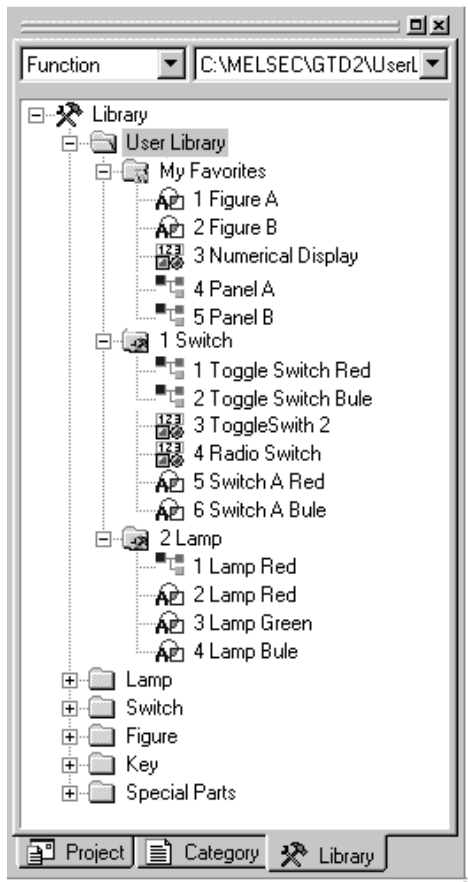 Function C:\MELSEC\GTD2\UserL
Library
User Library
My Favorites
1 Figure A
2 Figure B
3 Numerical Display
4 Panel A
5 Panel B
1 Switch
1 Toggle Switch Red
2 Toggle Switch Bule
3 ToggleSwith 2
4 Radio Switch
5 Switch A Red
6 Switch A Bule
2 Lamp
1 Lamp Red
2 Lamp Red
3 Lamp Green
4 Lamp Bule
Lamp
Switch
Figure
Key
Special Parts
Project Category Library